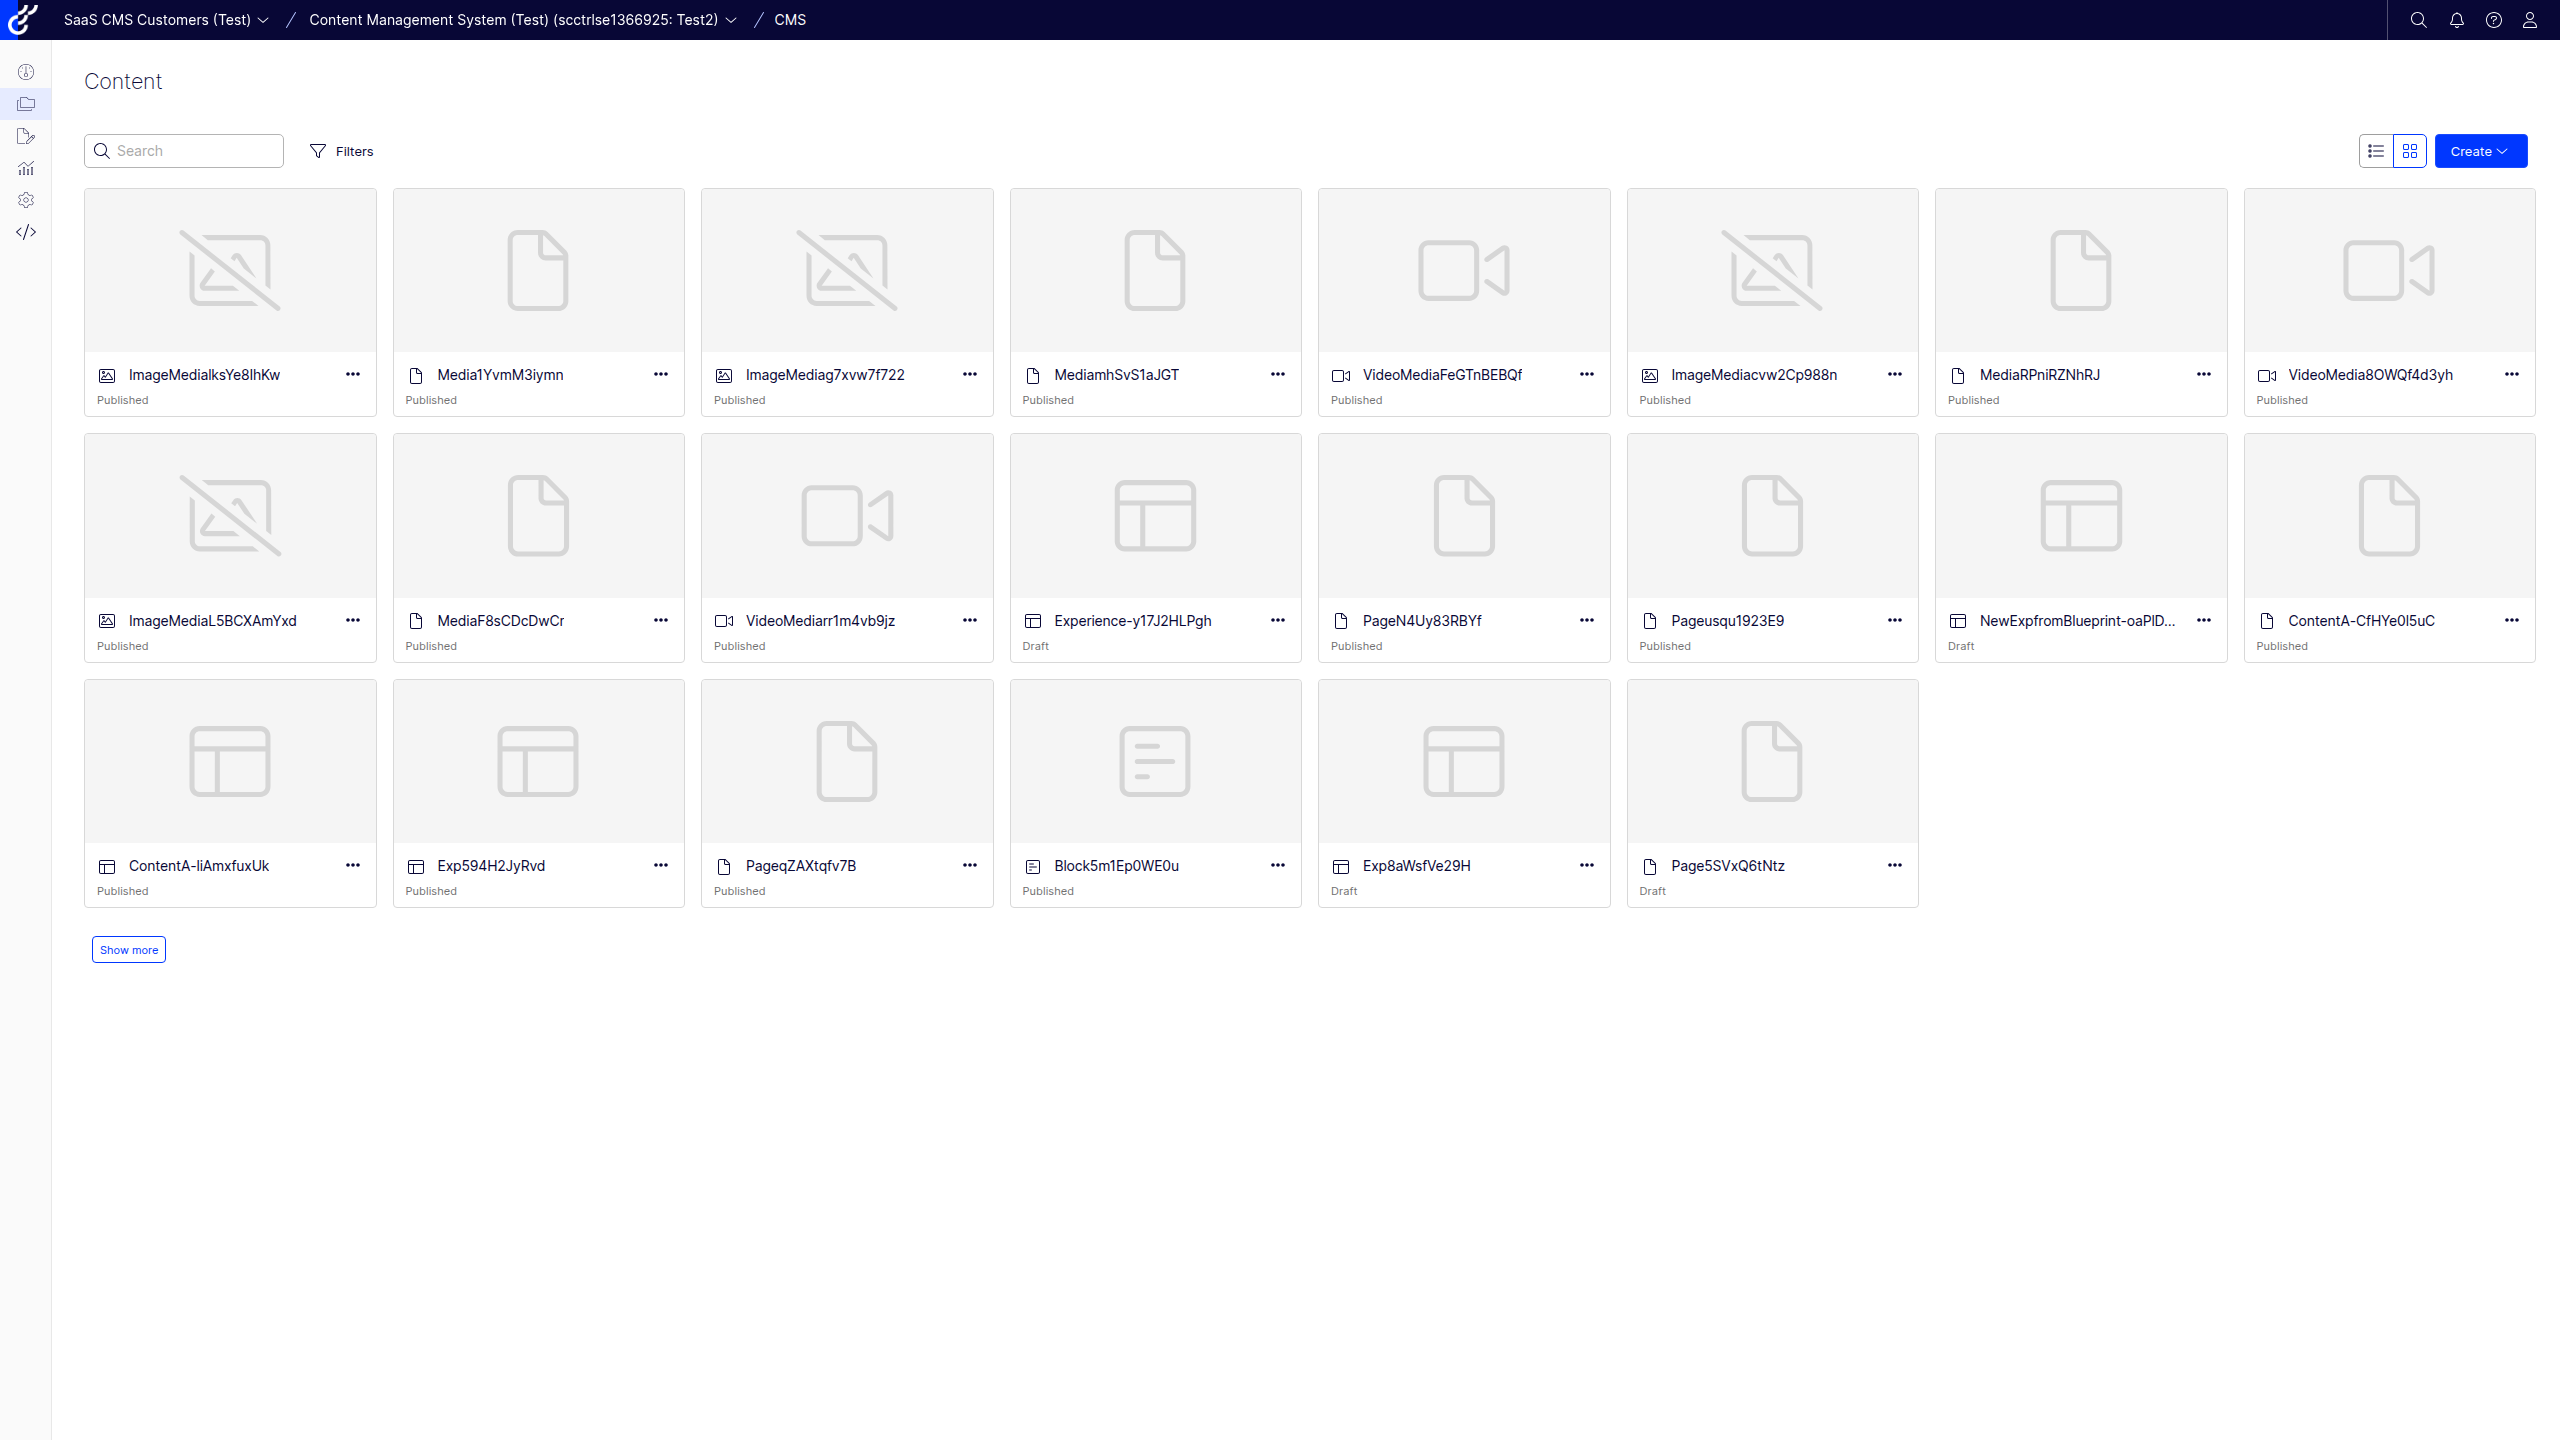 SaaS CMS Customers (Test) / Content Management System (Test) (scctrlse1366925: Test2) / CMS
Content
Search Filters Create
ImageMediaIksYe8IhKw Media1YvmM3iymn ImageMediag7xvw7f722 MediamhSvS1aJGT VideoMediaFeGTnBEBQf ImageMediacvw2Cp988n MediaRPniRZNhRJ VideoMedia8OWQf4d3yh
Published Published Published Published Published Published Published Published
ImageMediaL5BCXAmYxd MediaF8sCDcDwCr VideoMediarr1m4vb9jz Experience-y17J2HLPgh PageN4Uy83RBYf Pageusqu1923E9 NewExpfromBlueprint-oaPlD... ContentA-CfHYe0I5uC
Published Published Published Draft Published Published Draft Published
ContentA-liAmxfuxUk Exp594H2JyRvd PageqZAXtqfv7B Block5m1Ep0WE0u Exp8aWsfVe29H Page5SVxQ6tNtz
Published Published Published Published Draft Draft
Show more